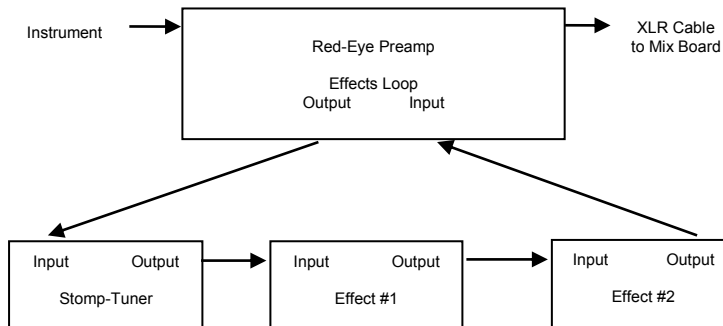 Instrument
Red-Eye Preamp
XLR Cable
to Mix Board
Effects Loop
Output Input
Input Output
Stomp-Tuner
Input Output
Effect #1
Input Output
Effect #2